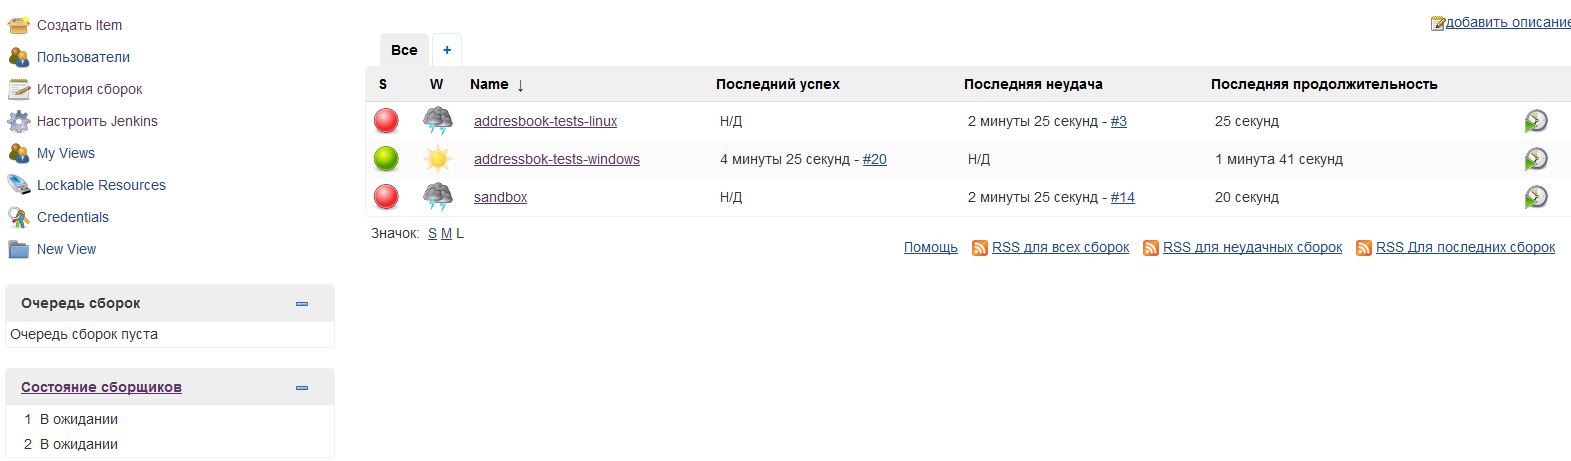 Создать Item
Пользователи
История сборок
Настроить Jenkins
My Views
Lockable Resources
Credentials
New View
Очередь сборок
Очередь сборок пуста
Состояние сборщиков
1 В ожидании
2 В ожидании
добавить описание
Все +
S W Name ↓ Последний успех Последняя неудача Последняя продолжительность
addresbook-tests-linux Н/Д 2 минуты 25 секунд - #3 25 секунд
addressbok-tests-windows 4 минуты 25 секунд - #20 Н/Д 1 минута 41 секунд
sandbox Н/Д 2 минуты 25 секунд - #14 20 секунд
Значок: S M L
Помощь RSS для всех сборок RSS для неудачных сборок RSS Для последних сборок